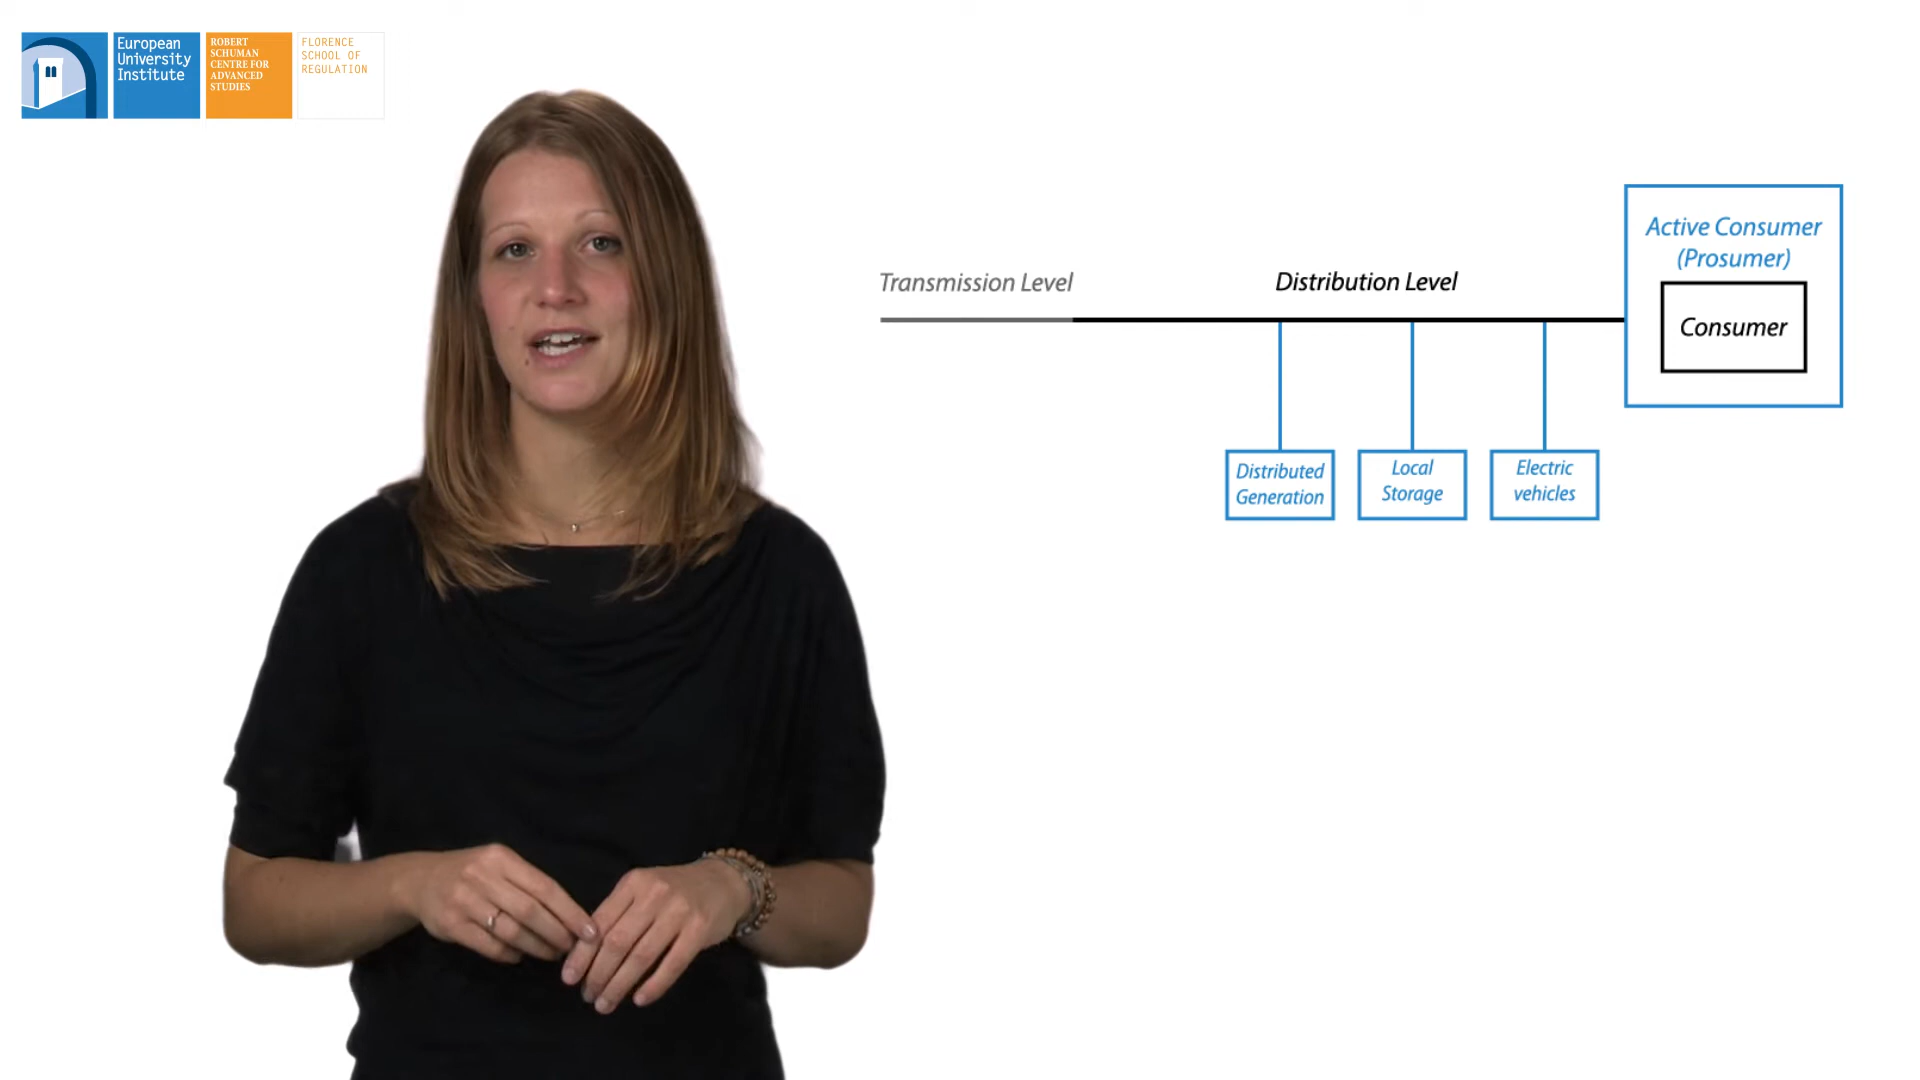 European
University
Institute
ROBERT
SCHUMAN
CENTRE FOR
ADVANCED
STUDIES
FLORENCE
SCHOOL OF
REGULATION
Transmission Level
Distribution Level
Active Consumer
(Prosumer)
Consumer
Distributed
Generation
Local
Storage
Electric
vehicles